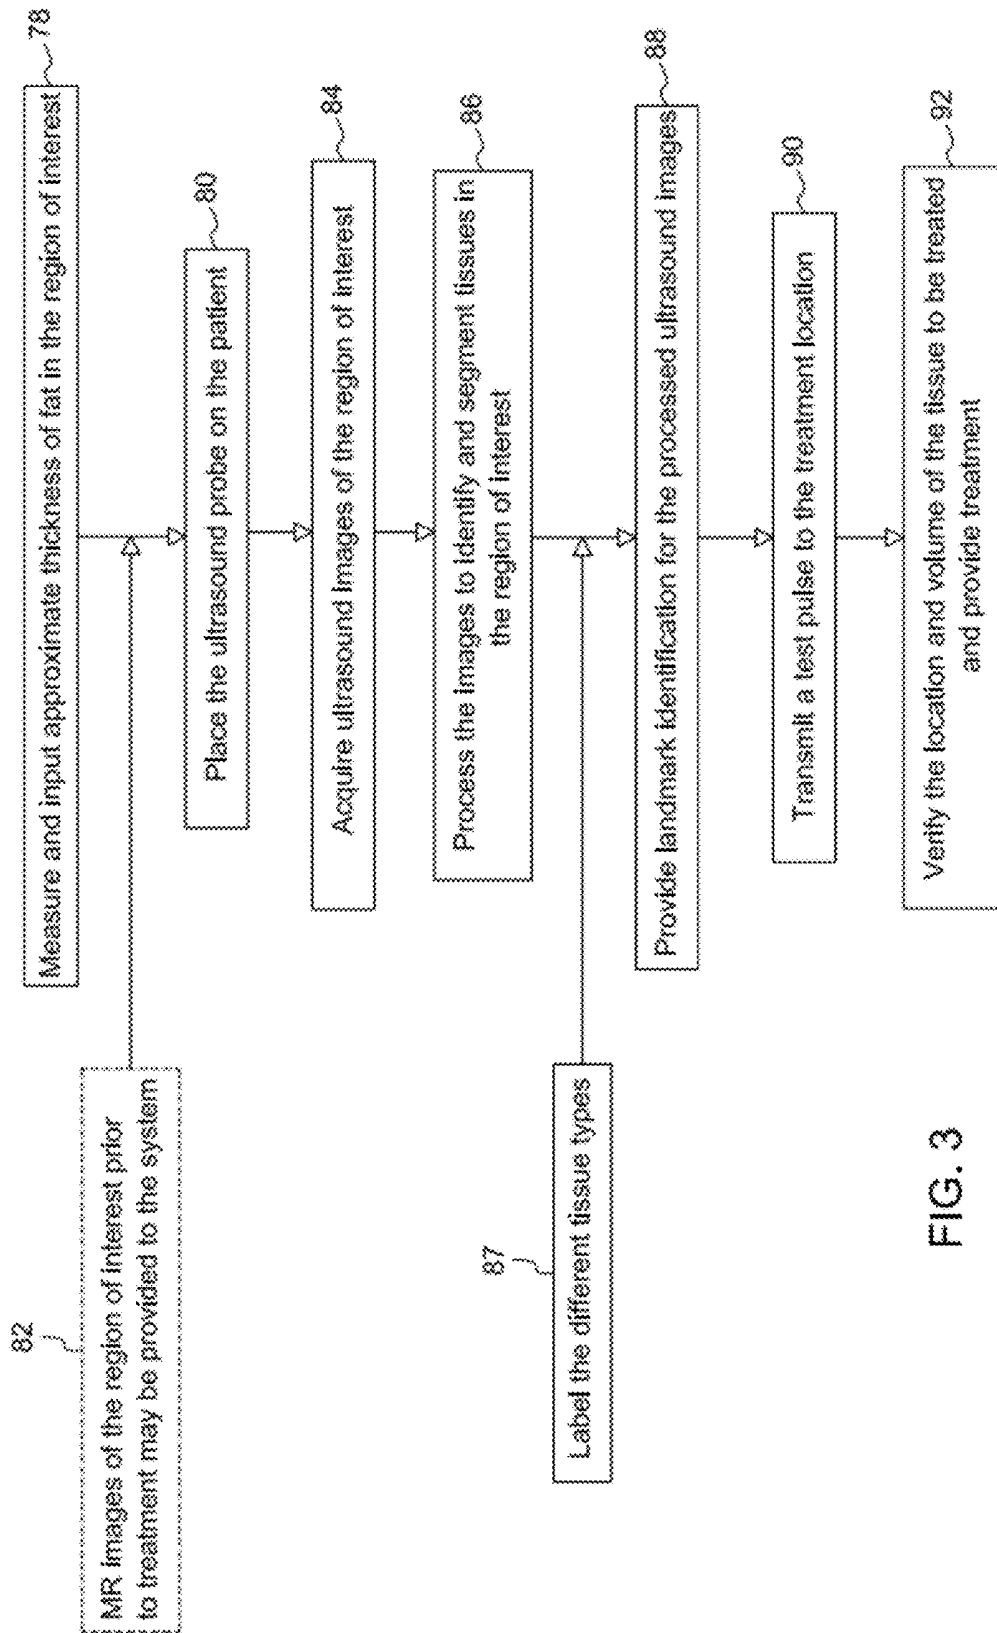 Measure and input approximate thickness of fat in the region of interest
78
82
MR images of the region of interest prior
to treatment may be provided to the system
Place the ultrasound probe on the patient
80
Acquire ultrasound images of the region of interest
84
Process the images to identify and segment tissues in
the region of interest
86
87
Label the different tissue types
Provide landmark identification for the processed ultrasound images
88
Transmit a test pulse to the treatment location
90
Verify the location and volume of the tissue to be treated
and provide treatment
92
FIG. 3